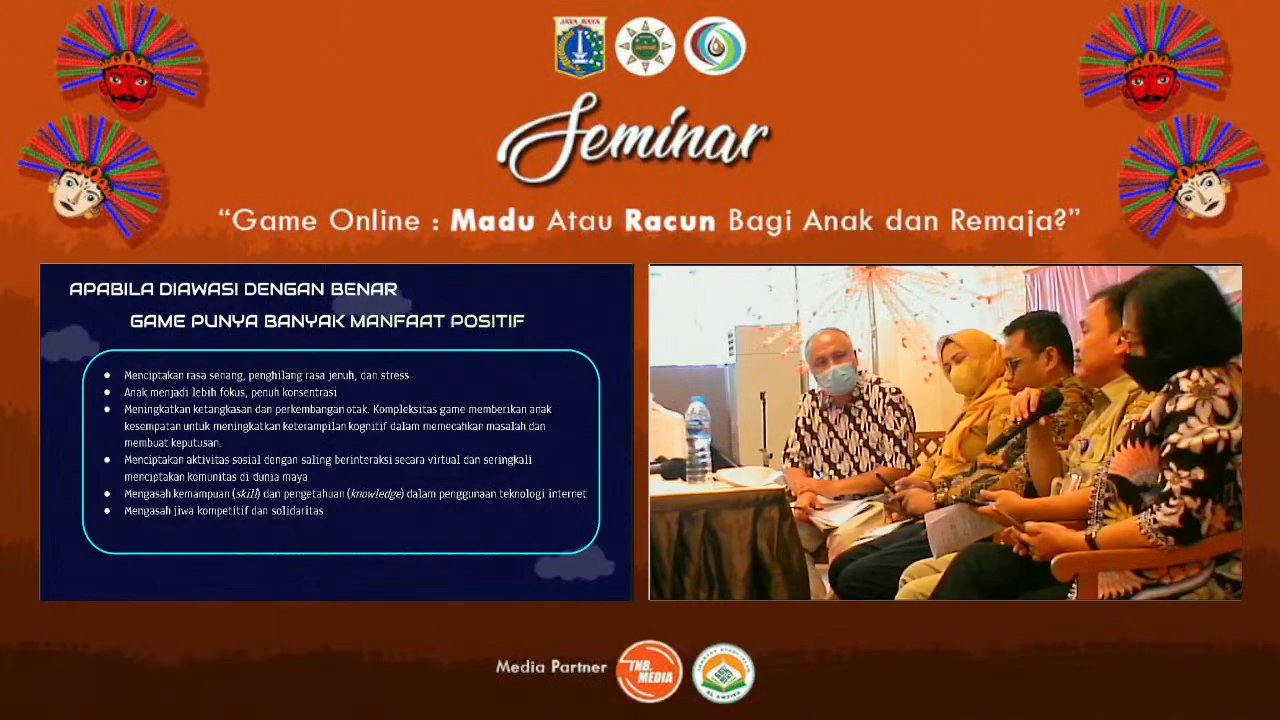 JAYA RAYA
Seminar
“Game Online : Madu Atau Racun Bagi Anak dan Remaja?”
APABILA DIAWASI DENGAN BENAR
GAME PUNYA BANYAK MANFAAT POSITIF
● Menciptakan rasa senang, penghilang rasa jenuh, dan stress
● Anak menjadi lebih fokus, penuh konsentrasi
● Meningkatkan ketangkasan dan perkembangan otak. Kompleksitas game memberikan anak
kesempatan untuk meningkatkan keterampilan kognitif dalam memecahkan masalah dan
membuat keputusan.
● Menciptakan aktivitas sosial dengan saling berinteraksi secara virtual dan seringkali
menciptakan komunitas di dunia maya
● Mengasah kemampuan (skill) dan pengetahuan (knowledge) dalam penggunaan teknologi internet
● Mengasah jiwa kompetitif dan solidaritas
Media Partner
TNB.
MEDIA